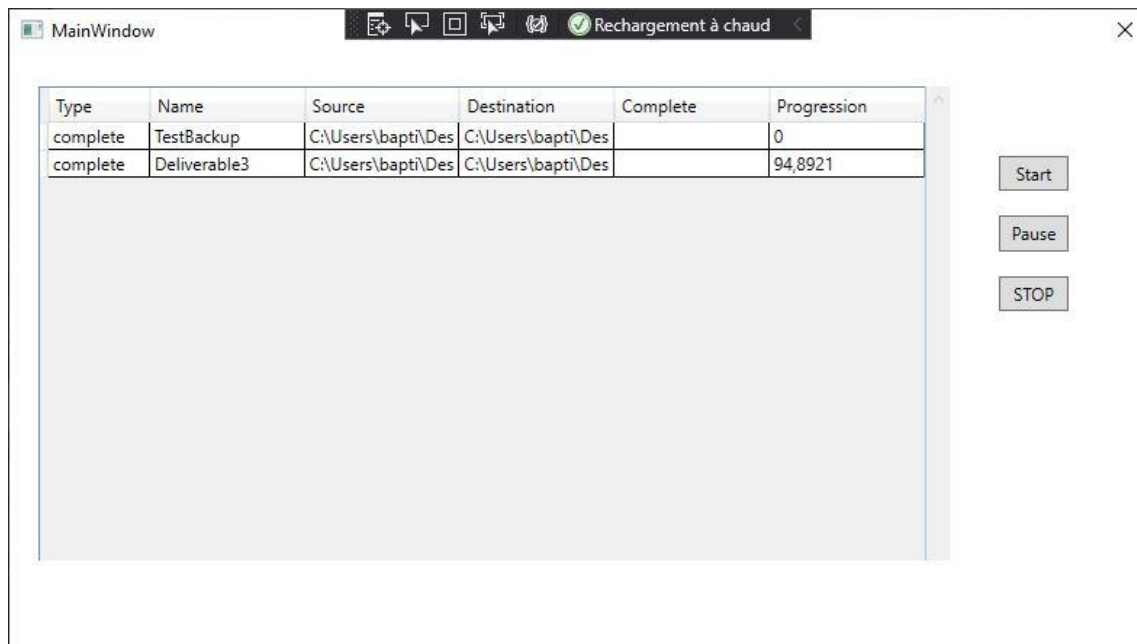 MainWindow
Rechargement à chaud
Type Name Source Destination Complete Progression
complete TestBackup C:\Users\bapti\Des C:\Users\bapti\Des 0
complete Deliverable3 C:\Users\bapti\Des C:\Users\bapti\Des 94,8921
Start
Pause
STOP